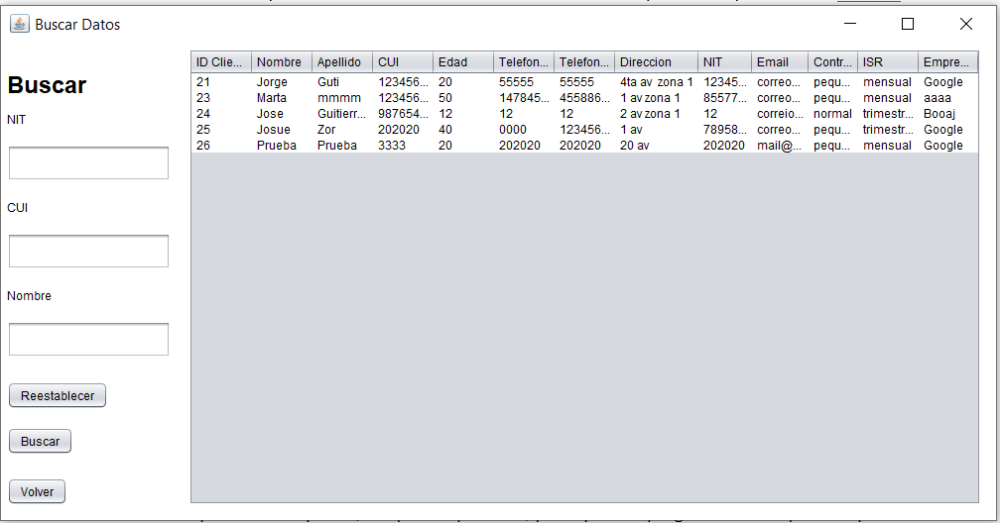 Buscar Datos
Buscar
NIT
CUI
Nombre
Reestablecer
Buscar
Volver
ID Clie... Nombre Apellido CUI Edad Telefon... Telefon... Direccion NIT Email Contr... ISR Empre...
21 Jorge Guti 123456... 20 55555 55555 4ta av zona 1 12345... correo... pequ... mensual Google
23 Marta mmmm 123456... 50 147845... 455886... 1 av zona 1 85577... correo... pequ... mensual aaaa
24 Jose Guitierr... 987654... 12 12 12 2 av zona 1 12 correio... normal trimestr... Booaj
25 Josue Zor 202020 40 0000 123456... 1 av 78958... correo... pequ... trimestr... Google
26 Prueba Prueba 3333 20 202020 202020 20 av 202020 mail@... pequ... mensual Google